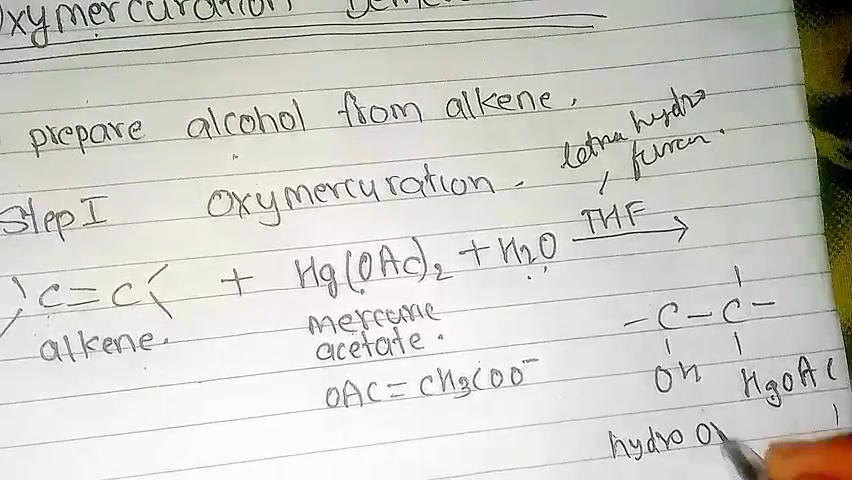 Oxymercuration
prepare alcohol from alkene.
Step I oxymercuration.
tetra hydro
furan.
C=C + Hg(OAc)2 + H2O THF
alkene. mercuric
acetate.
-C-C-
OH HgOAc
OAC = CH3COO-
hydro Ox